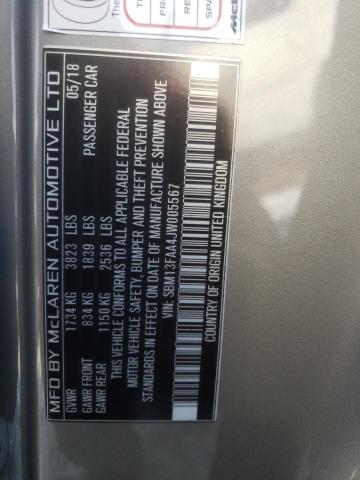 MFD BY McLAREN AUTOMOTIVE LTD
05/18
GVWR 1734 KG 3823 LBS PASSENGER CAR
GAWR FRONT 834 KG 1839 LBS
GAWR REAR 1150 KG 2536 LBS
THIS VEHICLE CONFORMS TO ALL APPLICABLE FEDERAL
MOTOR VEHICLE SAFETY, BUMPER AND THEFT PREVENTION
STANDARDS IN EFFECT ON DATE OF MANUFACTURE SHOWN ABOVE
VIN: SBM13FAA4JW005567
COUNTRY OF ORIGIN UNITED KINGDOM
The